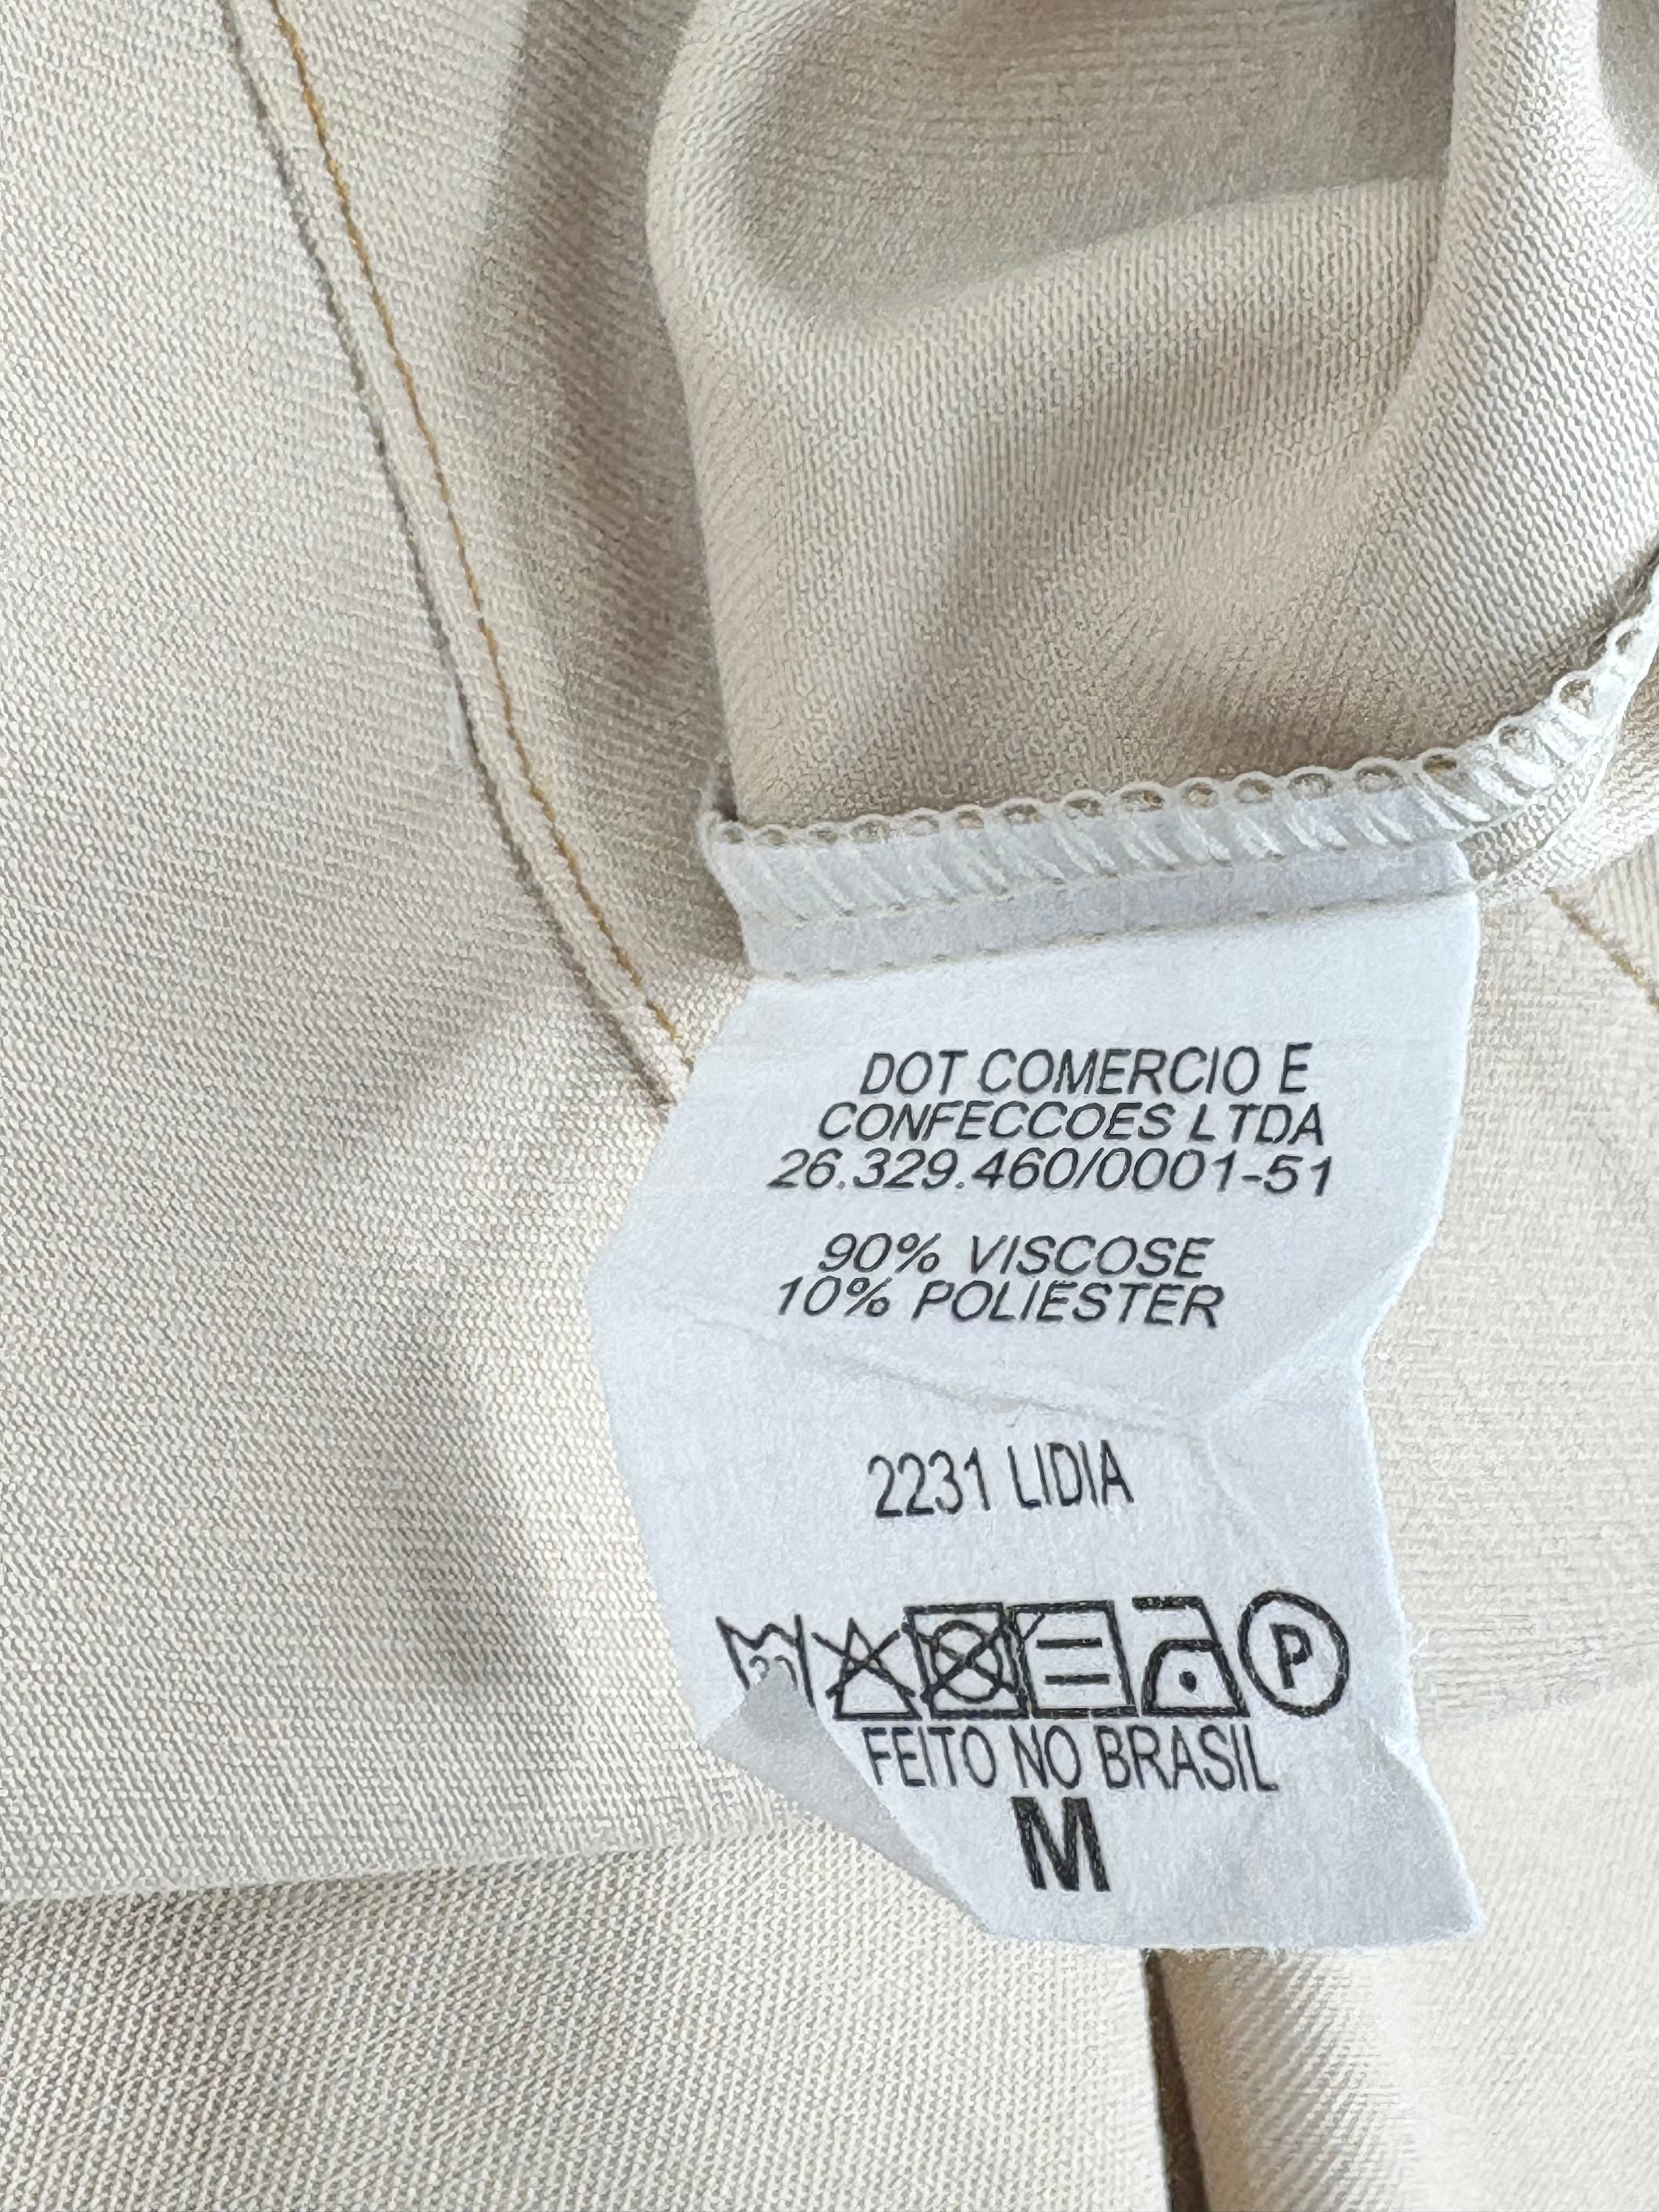 DOT COMERCIO E
CONFECCOES LTDA
26.329.460/0001-51
90% VISCOSE
10% POLIESTER
2231 LIDIA
P
FEITO NO BRASIL
M